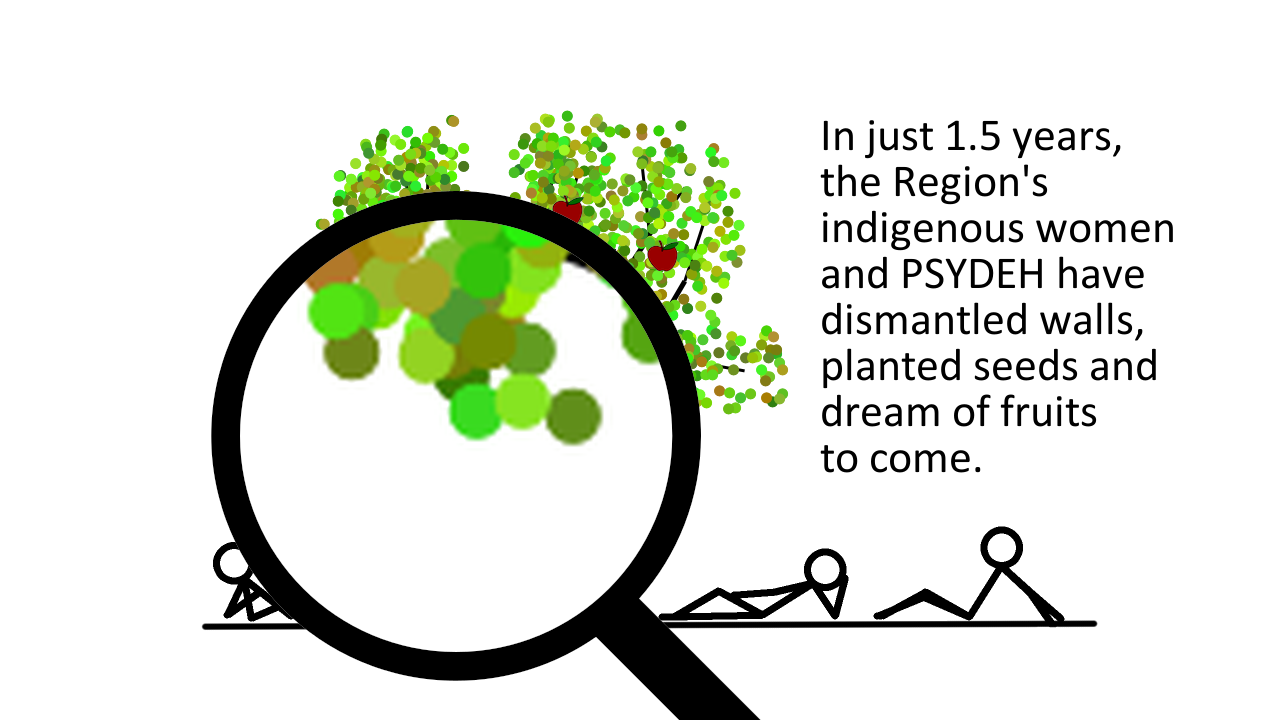 In just 1.5 years,
the Region's
indigenous women
and PSYDEH have
dismantled walls,
planted seeds and
dream of fruits
to come.